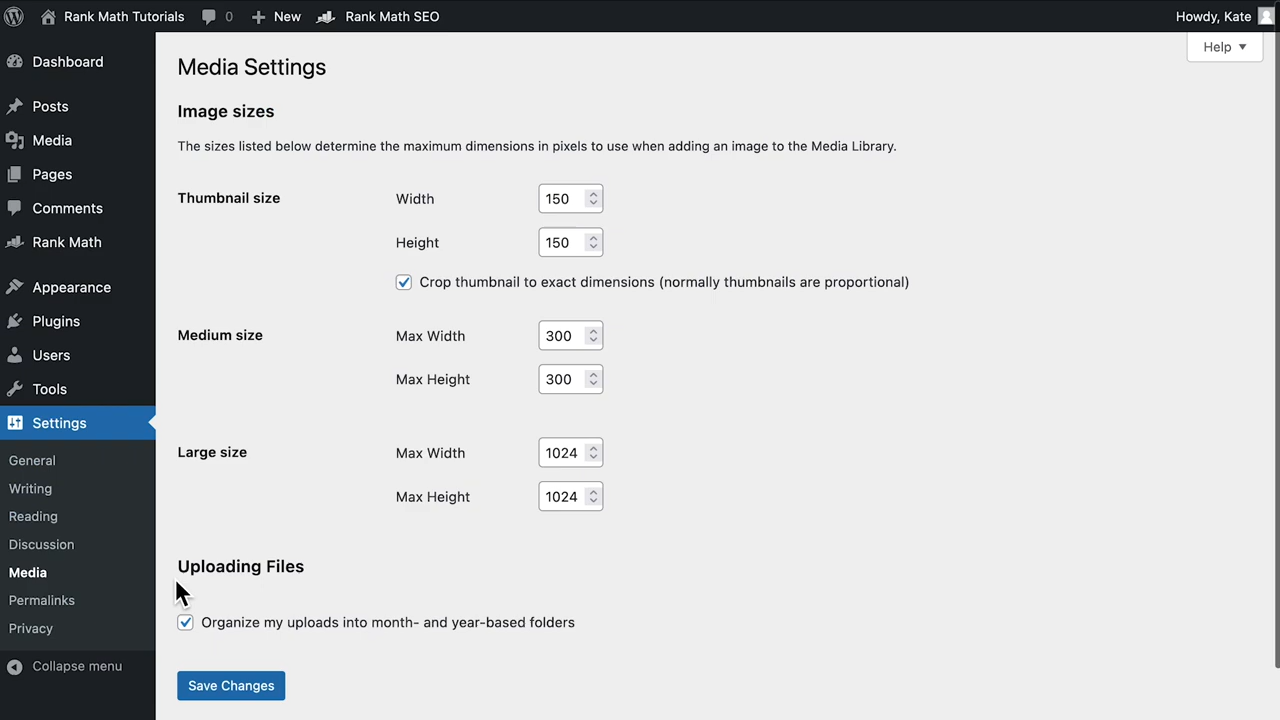 Rank Math Tutorials 0 New Rank Math SEO Howdy, Kate
Help
Dashboard
Posts
Media
Pages
Comments
Rank Math
Appearance
Plugins
Users
Tools
Settings
General
Writing
Reading
Discussion
Media
Permalinks
Privacy
Collapse menu
Media Settings
Image sizes
The sizes listed below determine the maximum dimensions in pixels to use when adding an image to the Media Library.
Thumbnail size Width 150
Height 150
Crop thumbnail to exact dimensions (normally thumbnails are proportional)
Medium size Max Width 300
Max Height 300
Large size Max Width 1024
Max Height 1024
Uploading Files
Organize my uploads into month- and year-based folders
Save Changes